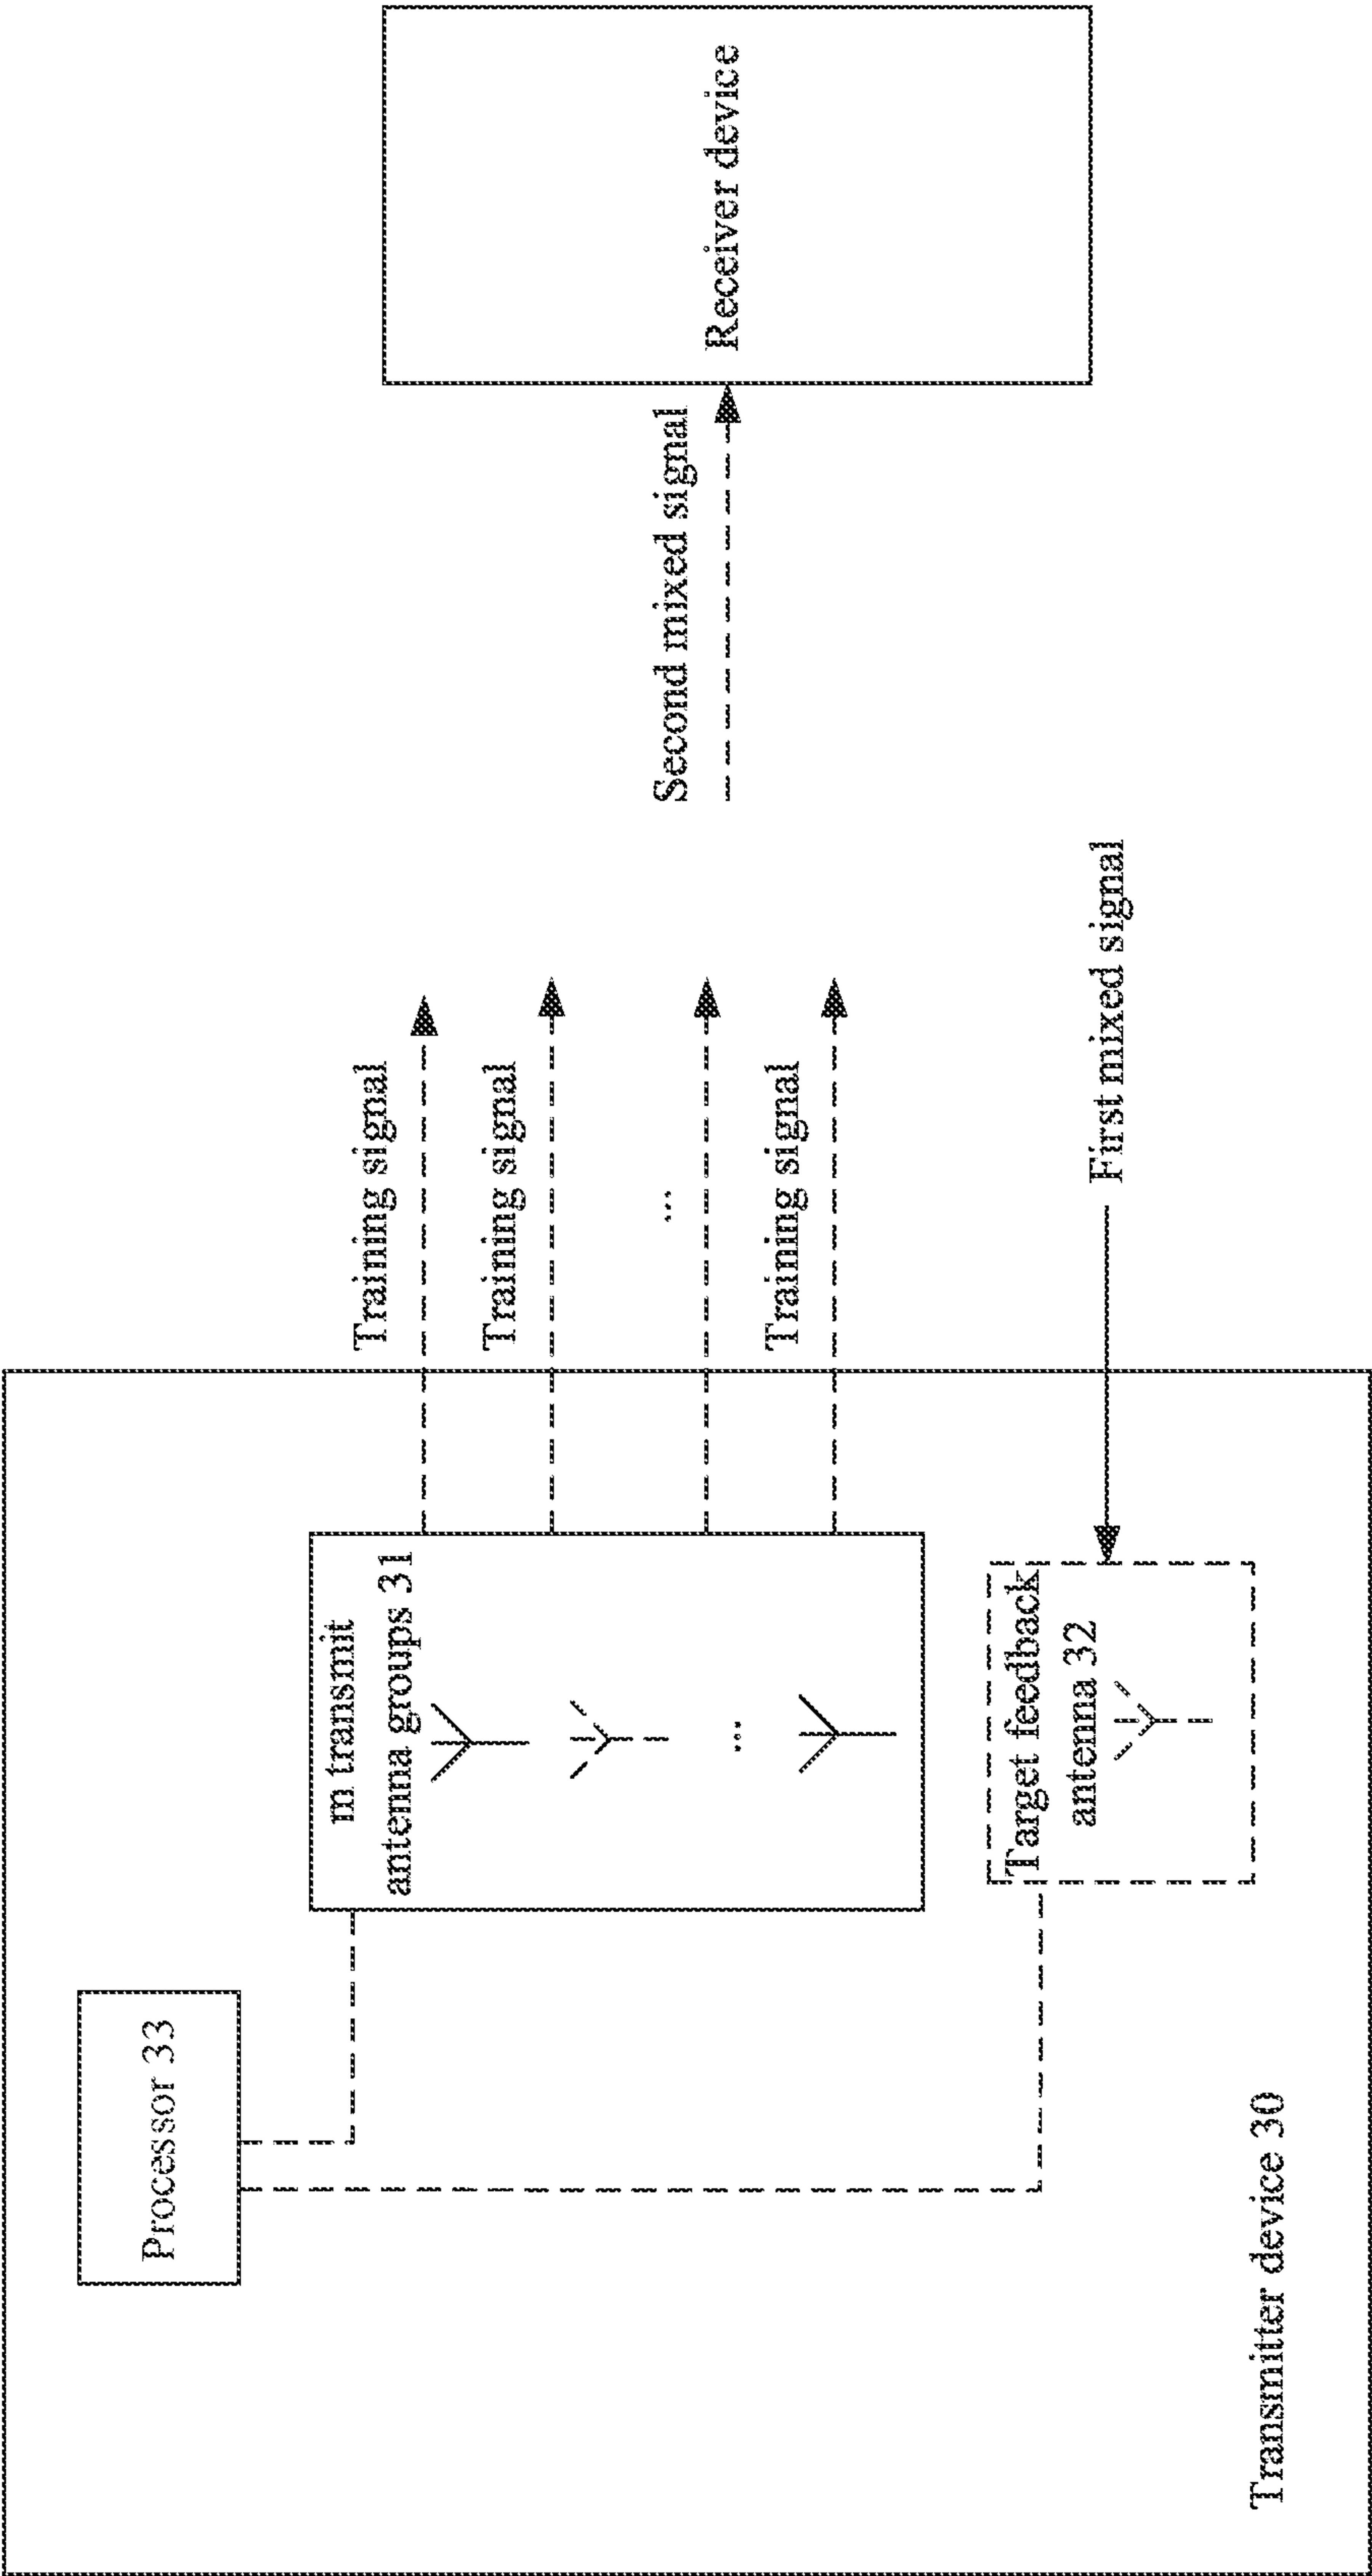 Processor 33
m transmit
antenna groups 31
...
Target feedback
antenna 32
Transmitter device 30
Training signal
Training signal
...
Training signal
First mixed signal
Second mixed signal
Receiver device